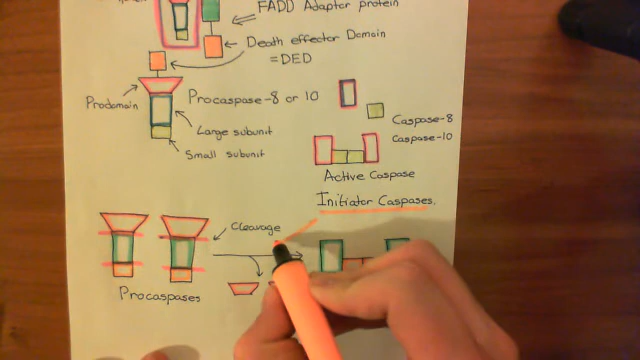 FADD Adaptor protein
Death effector Domain
=DED
Prodomain
Procaspase-8 or 10
Large subunit
Small subunit
Caspase-8
Caspase-10
Active Caspase
Initiator Caspases.
Cleavage
Procaspases